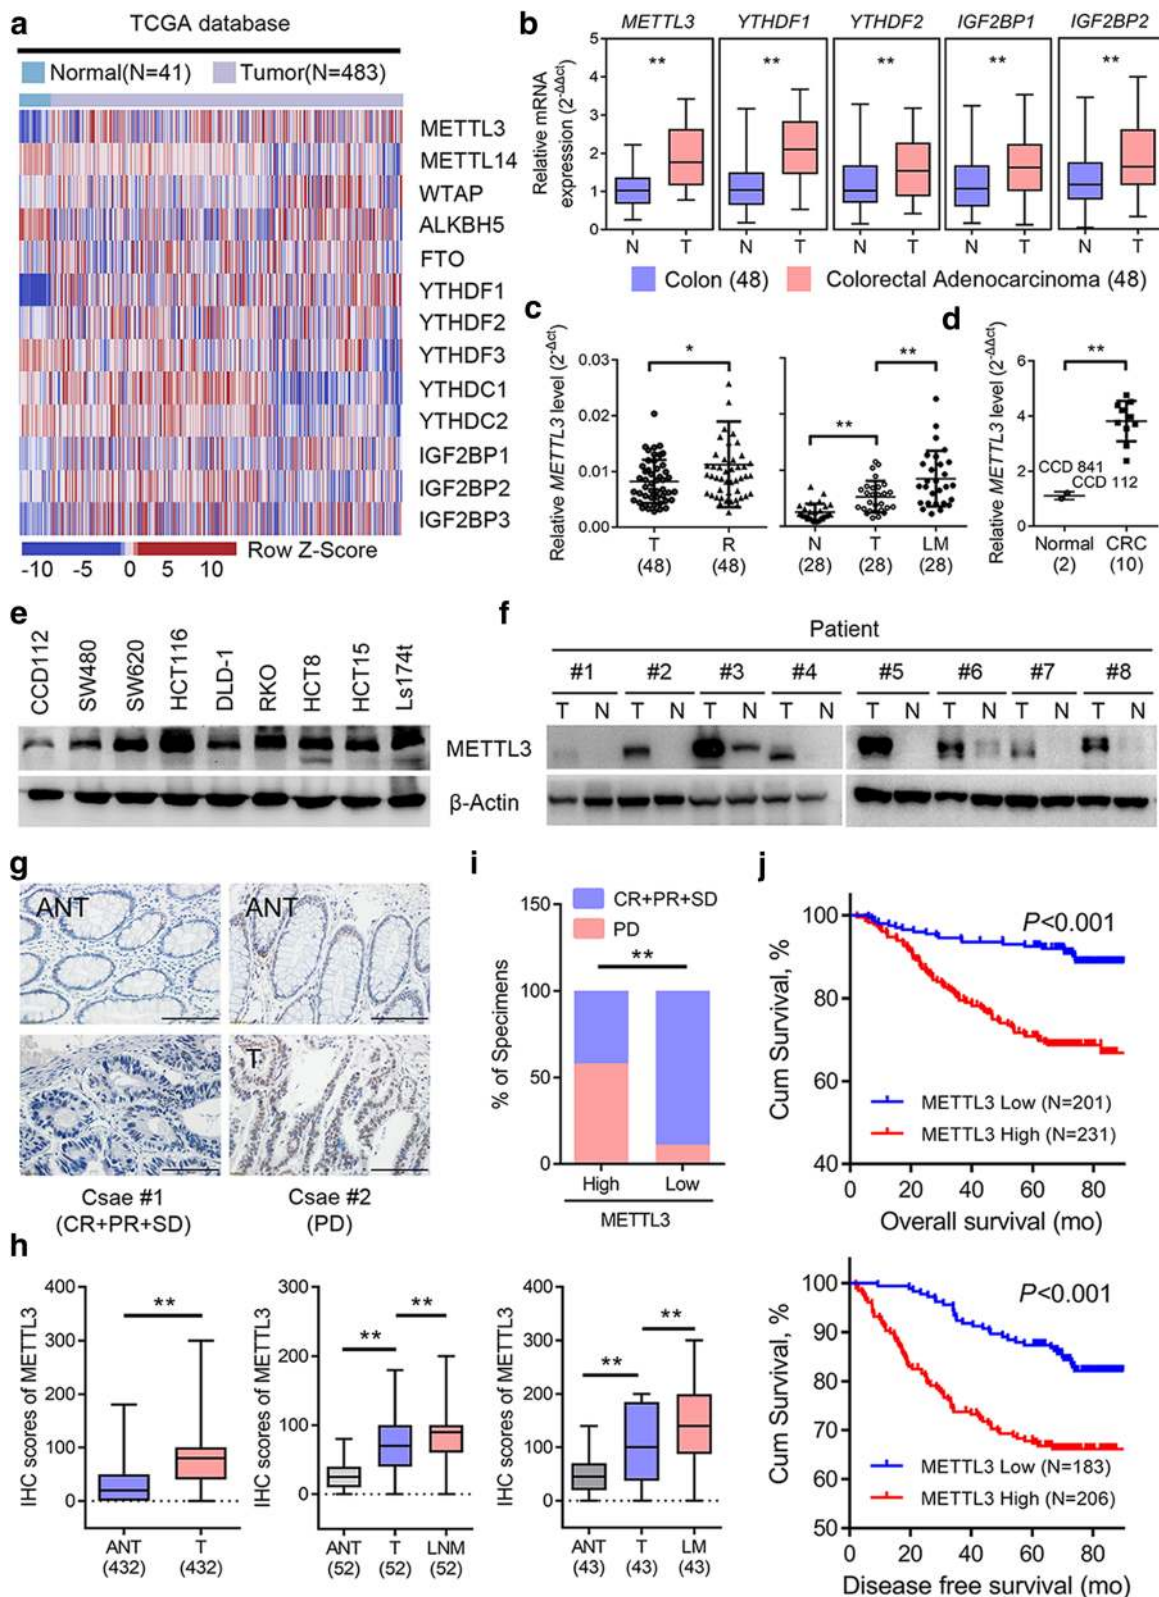 a
TCGA database
Normal(N=41) Tumor(N=483)
METTL3
METTL14
WTAP
ALKBH5
FTO
YTHDF1
YTHDF2
YTHDF3
YTHDC1
YTHDC2
IGF2BP1
IGF2BP2
IGF2BP3
-10 -5 0 5 10 Row Z-Score
b
METTL3 YTHDF1 YTHDF2 IGF2BP1 IGF2BP2
Relative mRNA
expression (2-ΔΔct)
5
4
3
2
1
0
** ** ** ** **
N T N T N T N T N T
Colon (48) Colorectal Adenocarcinoma (48)
c
Relative METTL3 level (2-ΔΔct)
0.03
0.02
0.01
0.00
*
** **
T R N T LM
(48) (48) (28) (28) (28)
d
Relative METTL3 level (2-ΔΔct)
6
4
2
0
**
CCD 841
CCD 112
Normal CRC
(2) (10)
e
CCD112 SW480 SW620 HCT116 DLD-1 RKO HCT8 HCT15 Ls174t
METTL3
β-Actin
f
Patient
#1 #2 #3 #4 #5 #6 #7 #8
T N T N T N T N T N T N T N T N
g
ANT ANT
T
Csae #1 Csae #2
(CR+PR+SD) (PD)
i
CR+PR+SD
PD
% of Specimens
150
100
50
0
**
High Low
METTL3
j
Cum Survival, %
100
80
60
40
P<0.001
METTL3 Low (N=201)
METTL3 High (N=231)
0 20 40 60 80
Overall survival (mo)
h
IHC scores of METTL3
400
300
200
100
0
**
ANT T
(432) (432)
IHC scores of METTL3
300
200
100
0
** **
ANT T LNM
(52) (52) (52)
IHC scores of METTL3
400
300
200
100
0
** **
ANT T LM
(43) (43) (43)
Cum Survival, %
100
90
80
70
60
50
P<0.001
METTL3 Low (N=183)
METTL3 High (N=206)
0 20 40 60 80
Disease free survival (mo)